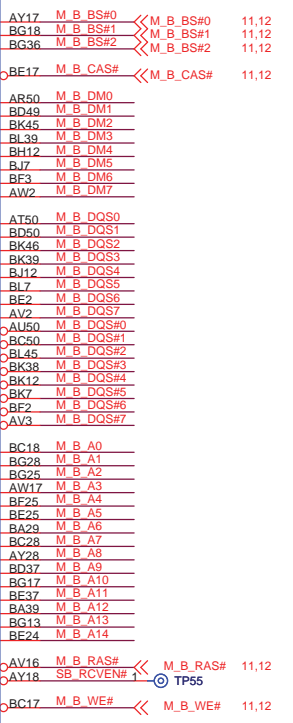 AY17 M_B_BS#0 M_B_BS#0 11,12
BG18 M_B_BS#1 M_B_BS#1 11,12
BG36 M_B_BS#2 M_B_BS#2 11,12
BE17 M_B_CAS# M_B_CAS# 11,12
AR50 M_B_DM0
BD49 M_B_DM1
BK45 M_B_DM2
BL39 M_B_DM3
BH12 M_B_DM4
BJ7 M_B_DM5
BF3 M_B_DM6
AW2 M_B_DM7
AT50 M_B_DQS0
BD50 M_B_DQS1
BK46 M_B_DQS2
BK39 M_B_DQS3
BJ12 M_B_DQS4
BL7 M_B_DQS5
BE2 M_B_DQS6
AV2 M_B_DQS7
AU50 M_B_DQS#0
BC50 M_B_DQS#1
BL45 M_B_DQS#2
BK38 M_B_DQS#3
BK12 M_B_DQS#4
BK7 M_B_DQS#5
BF2 M_B_DQS#6
AV3 M_B_DQS#7
BC18 M_B_A0
BG28 M_B_A1
BG25 M_B_A2
AW17 M_B_A3
BF25 M_B_A4
BE25 M_B_A5
BA29 M_B_A6
BC28 M_B_A7
AY28 M_B_A8
BD37 M_B_A9
BG17 M_B_A10
BE37 M_B_A11
BA39 M_B_A12
BG13 M_B_A13
BE24 M_B_A14
AV16 M_B_RAS# M_B_RAS# 11,12
AY18 SB_RCVEN# 1 TP55
BC17 M_B_WE# M_B_WE# 11,12